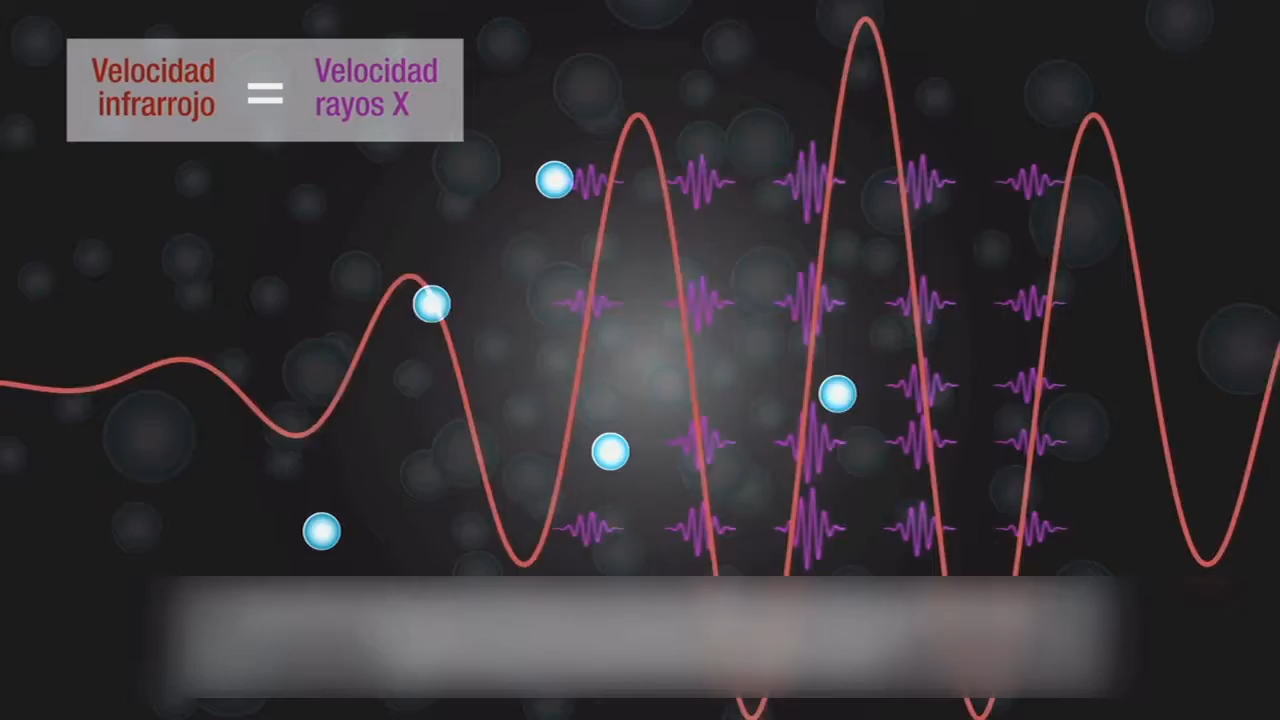 Velocidad
infrarrojo
=
Velocidad
rayos X